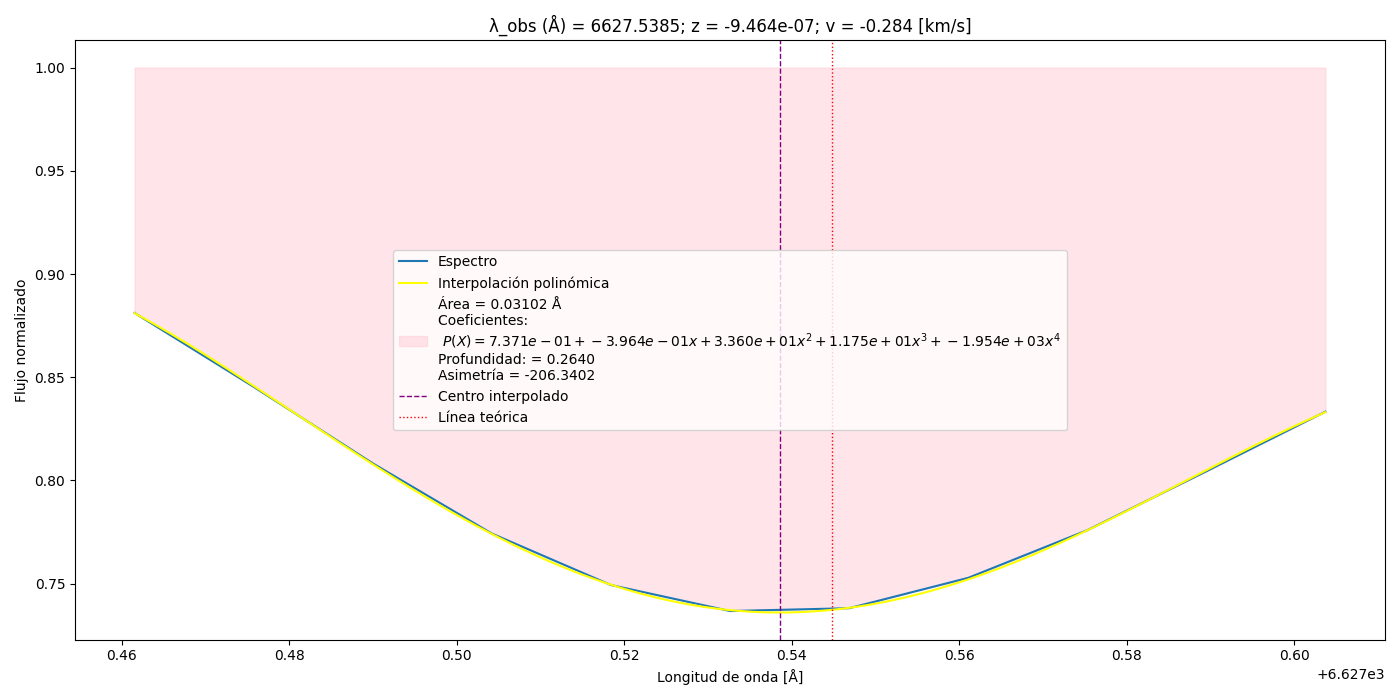 λ_obs (Å) = 6627.5385; z = -9.464e-07; v = -0.284 [km/s]
Flujo normalizado
1.00
0.95
0.90
0.85
0.80
0.75
Espectro
Interpolación polinómica
Área = 0.03102 Å
Coeficientes:
P(X) = 7.371e − 01 + −3.964e − 01x + 3.360e + 01x² + 1.175e + 01x³ + −1.954e + 03x⁴
Profundidad: = 0.2640
Asimetría = -206.3402
Centro interpolado
Línea teórica
0.46 0.48 0.50 0.52 0.54 0.56 0.58 0.60
Longitud de onda [Å]
+6.627e3